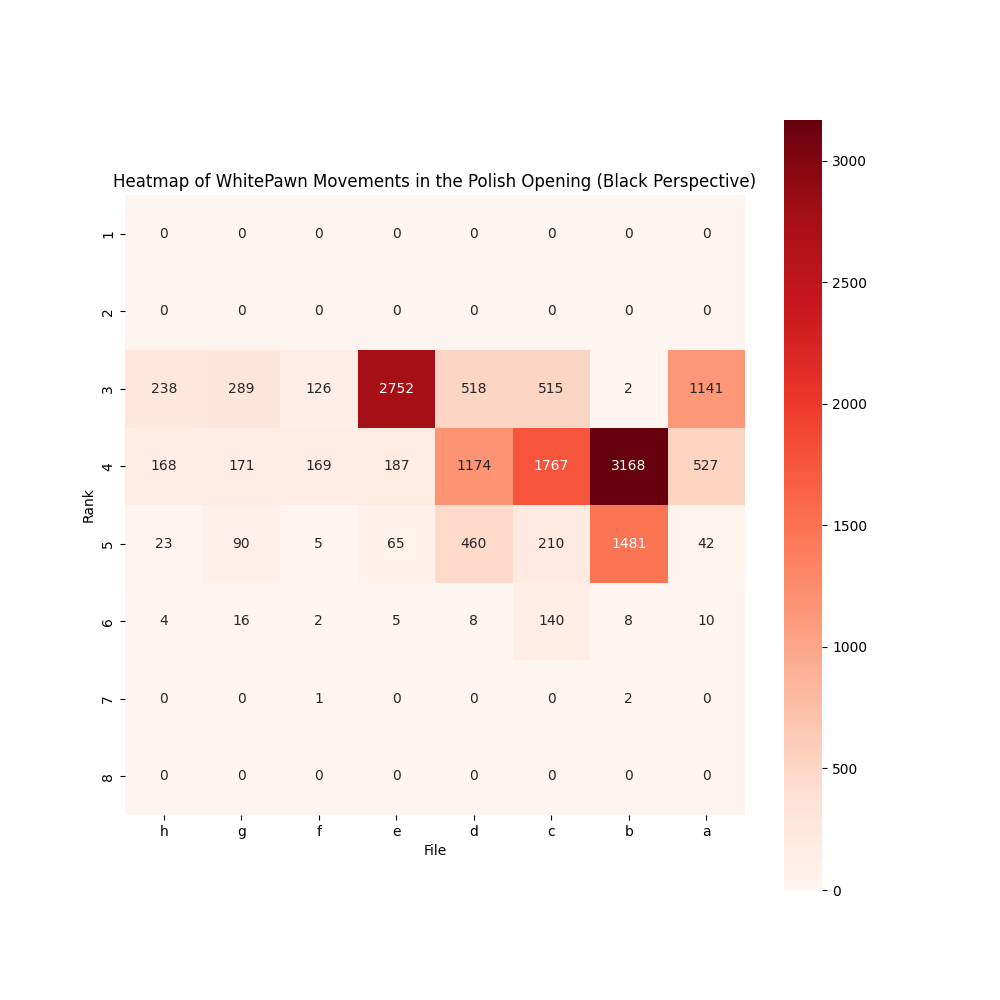 Heatmap of WhitePawn Movements in the Polish Opening (Black Perspective)
1 0 0 0 0 0 0 0 0
2 0 0 0 0 0 0 0 0
3 238 289 126 2752 518 515 2 1141
4 168 171 169 187 1174 1767 3168 527
5 23 90 5 65 460 210 1481 42
6 4 16 2 5 8 140 8 10
7 0 0 1 0 0 0 2 0
8 0 0 0 0 0 0 0 0
h g f e d c b a
File
Rank
3000
2500
2000
1500
1000
500
0